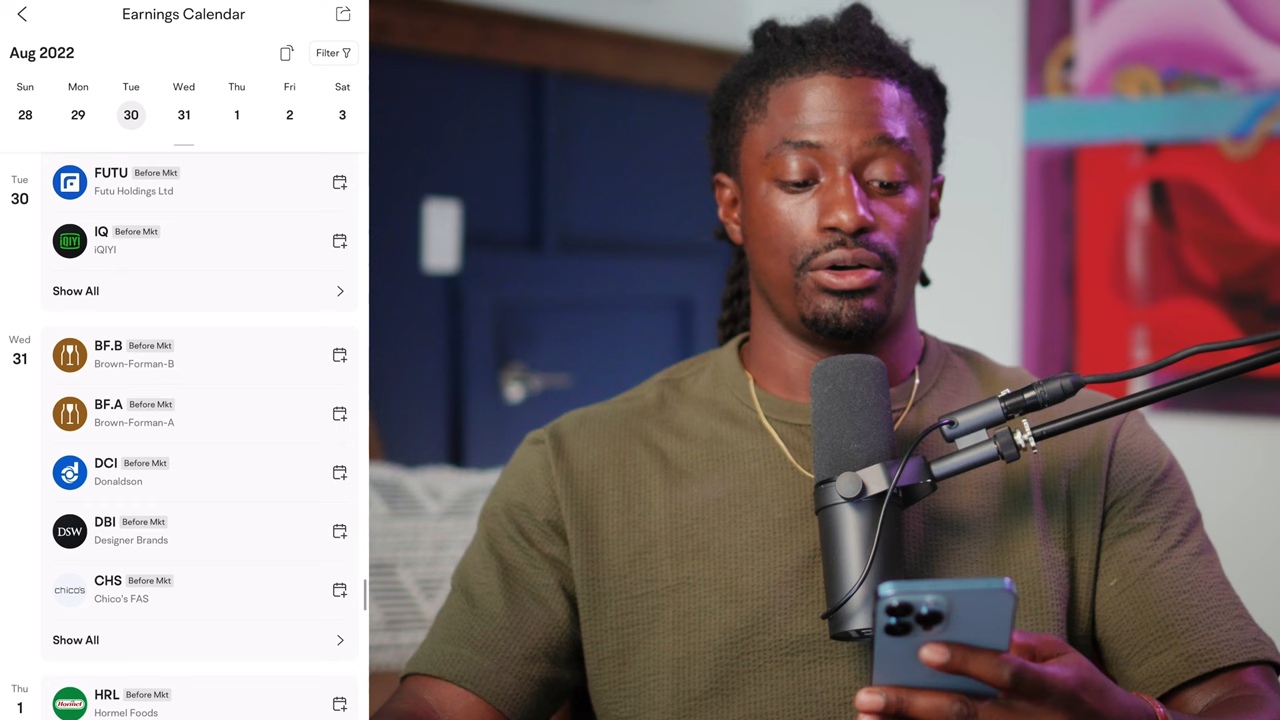 Earnings Calendar
Aug 2022
Filter
Sun Mon Tue Wed Thu Fri Sat
28 29 30 31 1 2 3
Tue
30
FUTU Before Mkt
Futu Holdings Ltd
IQ Before Mkt
iQIYI
iQIYI
Show All
Wed
31
BF.B Before Mkt
Brown-Forman-B
BF.A Before Mkt
Brown-Forman-A
DCI Before Mkt
Donaldson
DSW
DBI Before Mkt
Designer Brands
chico's
CHS Before Mkt
Chico's FAS
Show All
Thu
1
Hormel
HRL Before Mkt
Hormel Foods